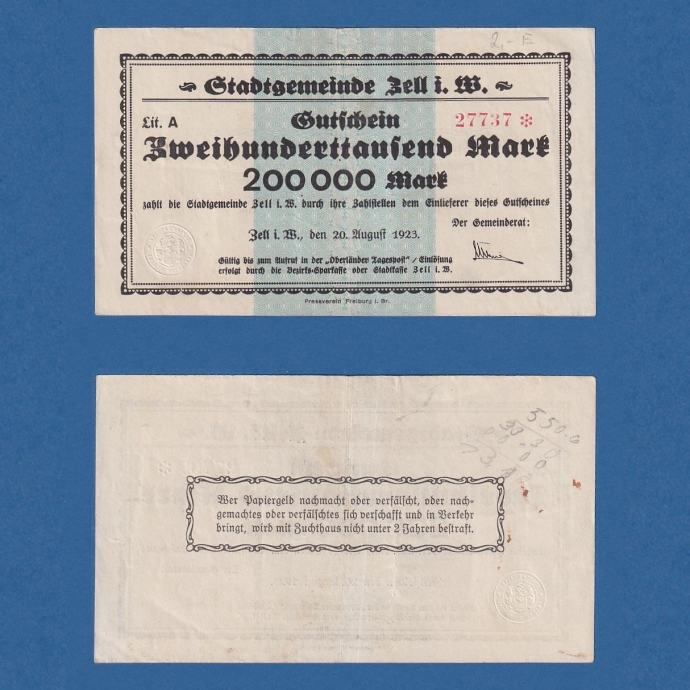 2,- E
Stadtgemeinde Zell i. W.
Lit. A
Gutschein
27737 *
Zweihunderttausend Mark
200000 Mark
zahlt die Stadtgemeinde Zell i. W. durch ihre Zahlstellen dem Einlieferer dieses Gutscheines
Der Gemeinderat:
Zell i. W., den 20. August 1923.
Gültig bis zum Aufruf in der „Oberländer Tagespost" / Einlösung
erfolgt durch die Bezirks-Sparkasse oder Stadtkasse Zell i. W.
Pressverein Freiburg i. Br.
Wer Papiergeld nachmacht oder verfälscht, oder nach-
gemachtes oder verfälschtes sich verschafft und in Verkehr
bringt, wird mit Zuchthaus nicht unter 2 Jahren bestraft.